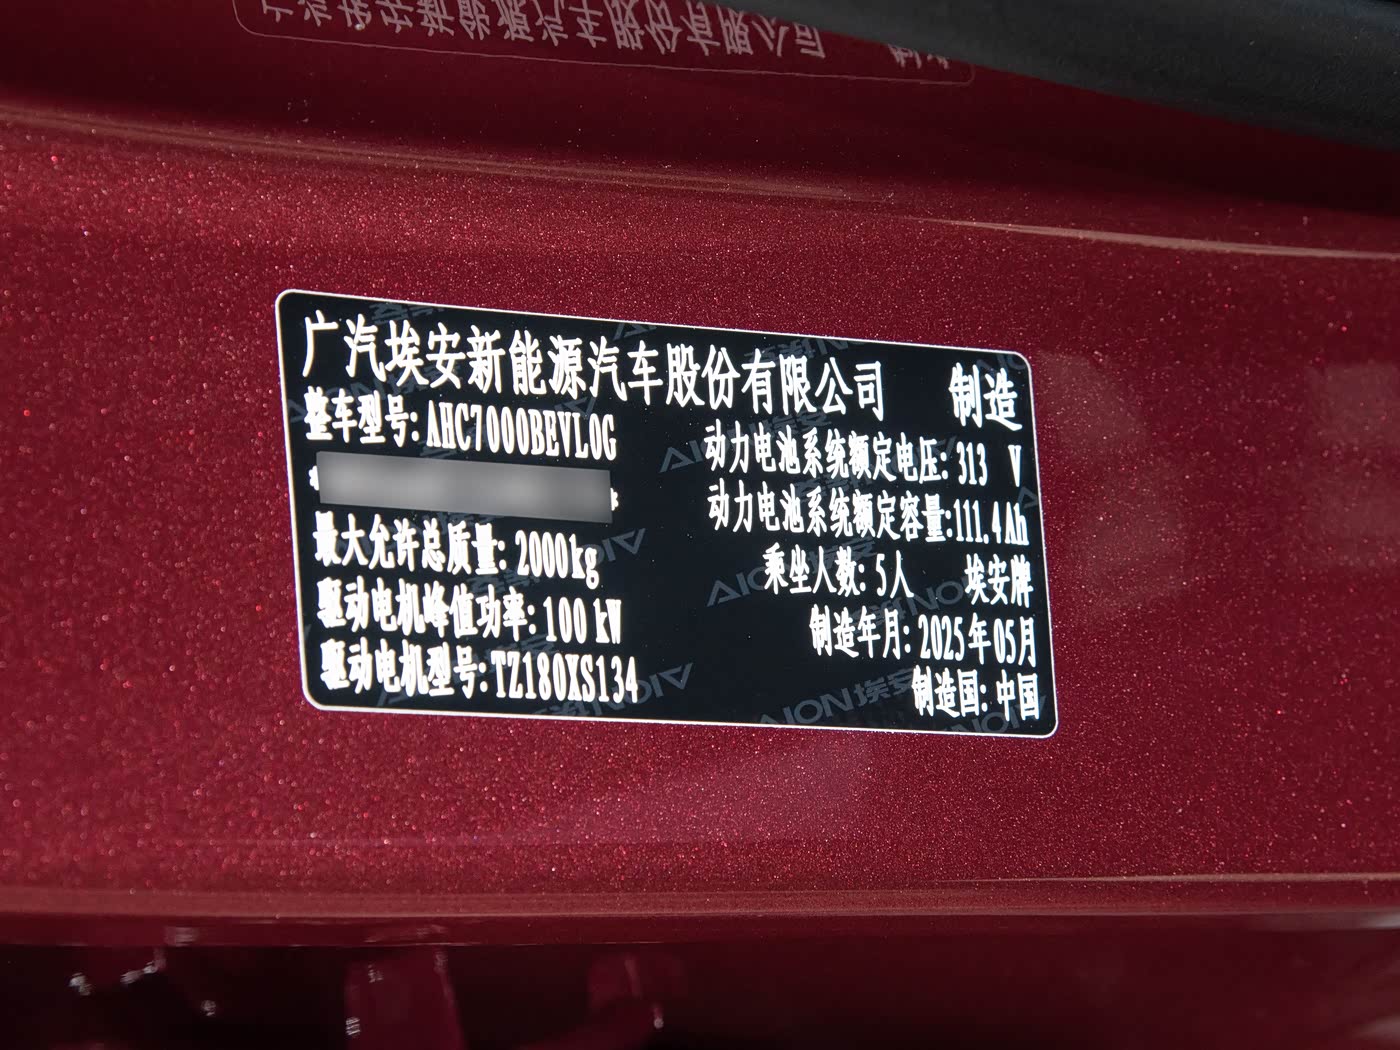 广汽埃安新能源汽车股份有限公司 制造
整车型号: AHC7000BEVL0G
动力电池系统额定电压: 313 V
动力电池系统额定容量: 111.4Ah
最大允许总质量: 2000kg
乘坐人数: 5人 埃安牌
驱动电机峰值功率: 100 kW
制造年月: 2025年05月
驱动电机型号: TZ180XS134
制造国: 中国